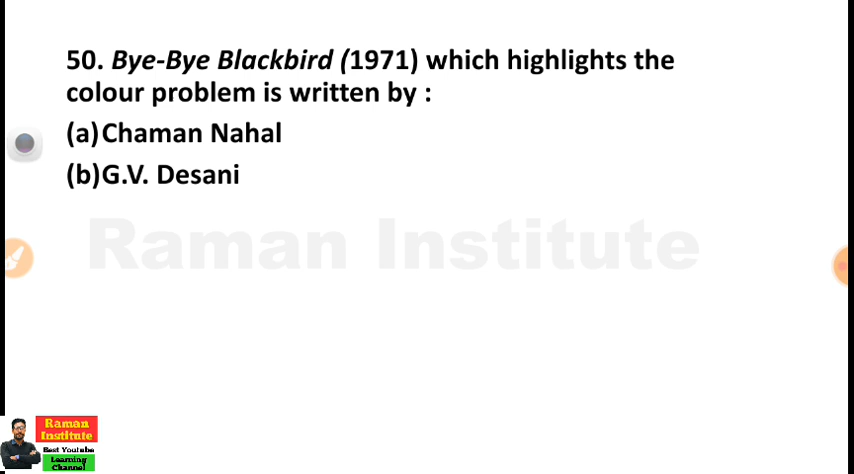 50. Bye-Bye Blackbird (1971) which highlights the
colour problem is written by :
(a)Chaman Nahal
(b)G.V. Desani
Raman Institute
Raman
Institute
Best Youtube
Learning
Channel